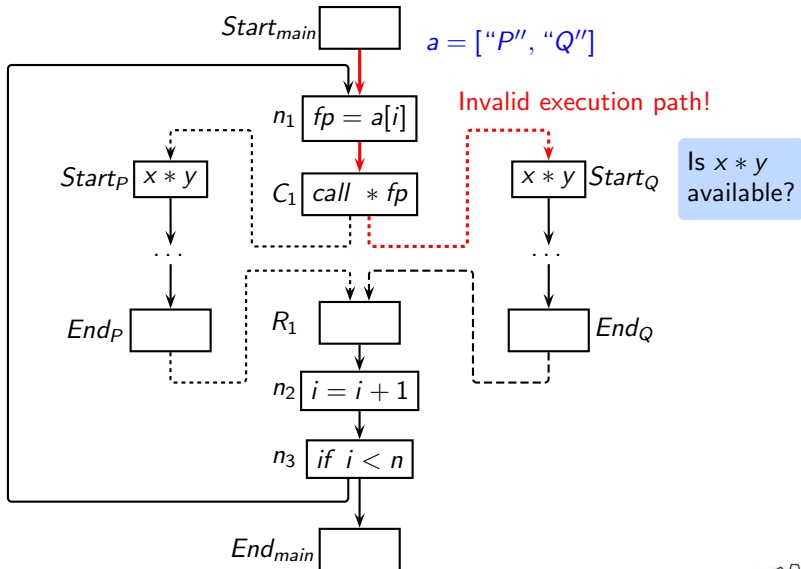 Start_main
a = ["P", "Q"]
Invalid execution path!
n_1 fp = a[i]
Start_P x * y
C_1 call * fp
x * y Start_Q
Is x * y
available?
...
...
End_P
R_1
End_Q
n_2 i = i + 1
n_3 if i < n
End_main